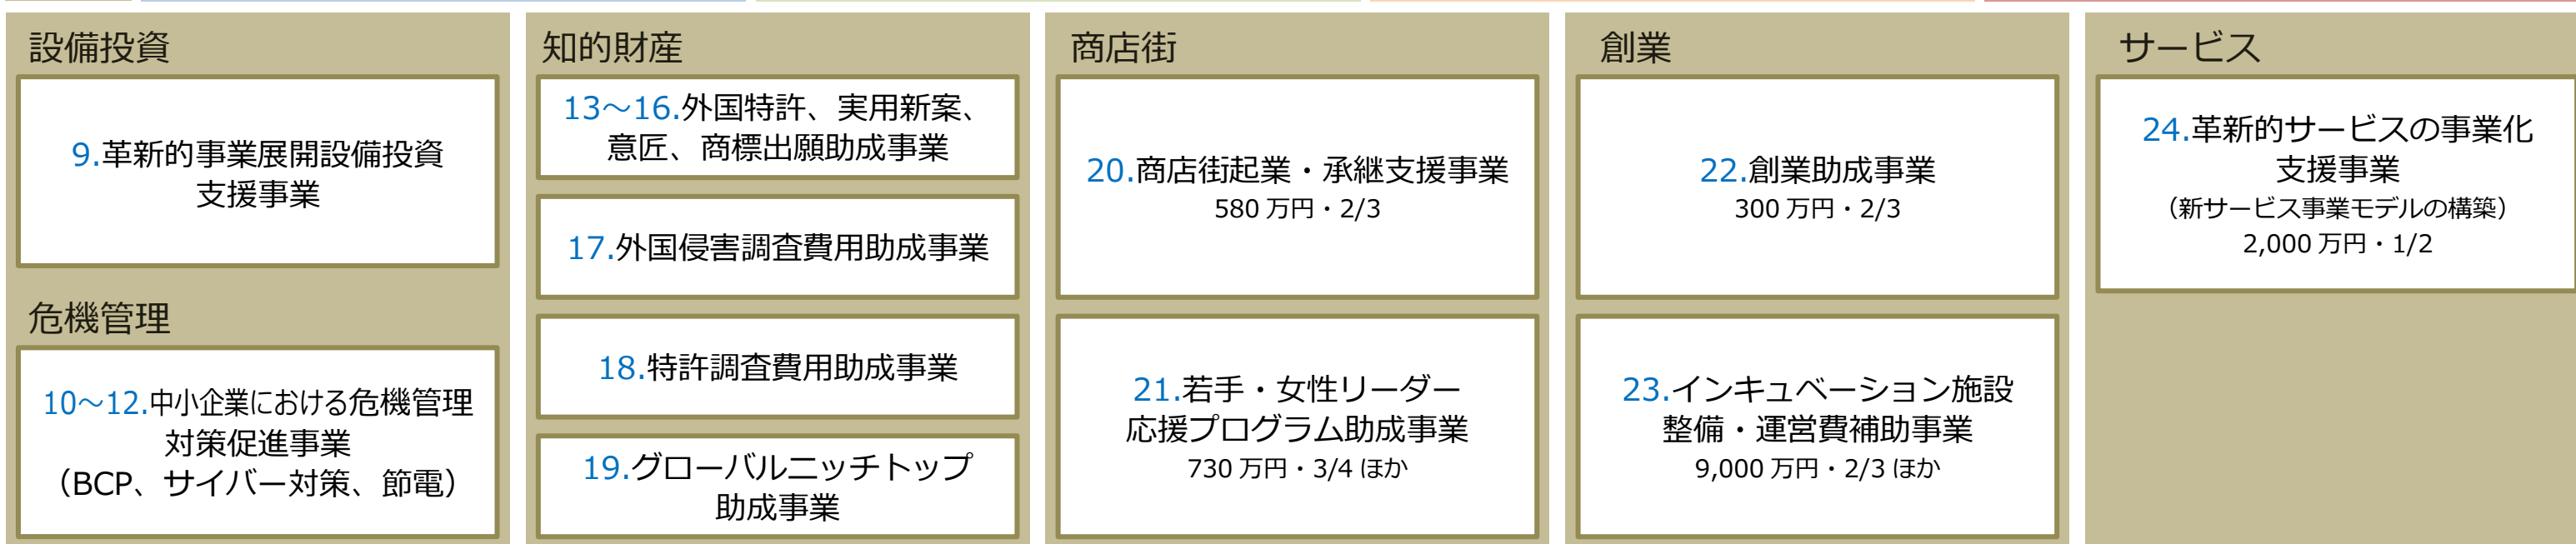 設備投資
9.革新的事業展開設備投資
支援事業
危機管理
10～12.中小企業における危機管理
対策促進事業
（BCP、サイバー対策、節電）
知的財産
13～16.外国特許、実用新案、
意匠、商標出願助成事業
17.外国侵害調査費用助成事業
18.特許調査費用助成事業
19.グローバルニッチトップ
助成事業
商店街
20.商店街起業・承継支援事業
580 万円・2/3
21.若手・女性リーダー
応援プログラム助成事業
730 万円・3/4 ほか
創業
22.創業助成事業
300 万円・2/3
23.インキュベーション施設
整備・運営費補助事業
9,000 万円・2/3 ほか
サービス
24.革新的サービスの事業化
支援事業
（新サービス事業モデルの構築）
2,000 万円・1/2